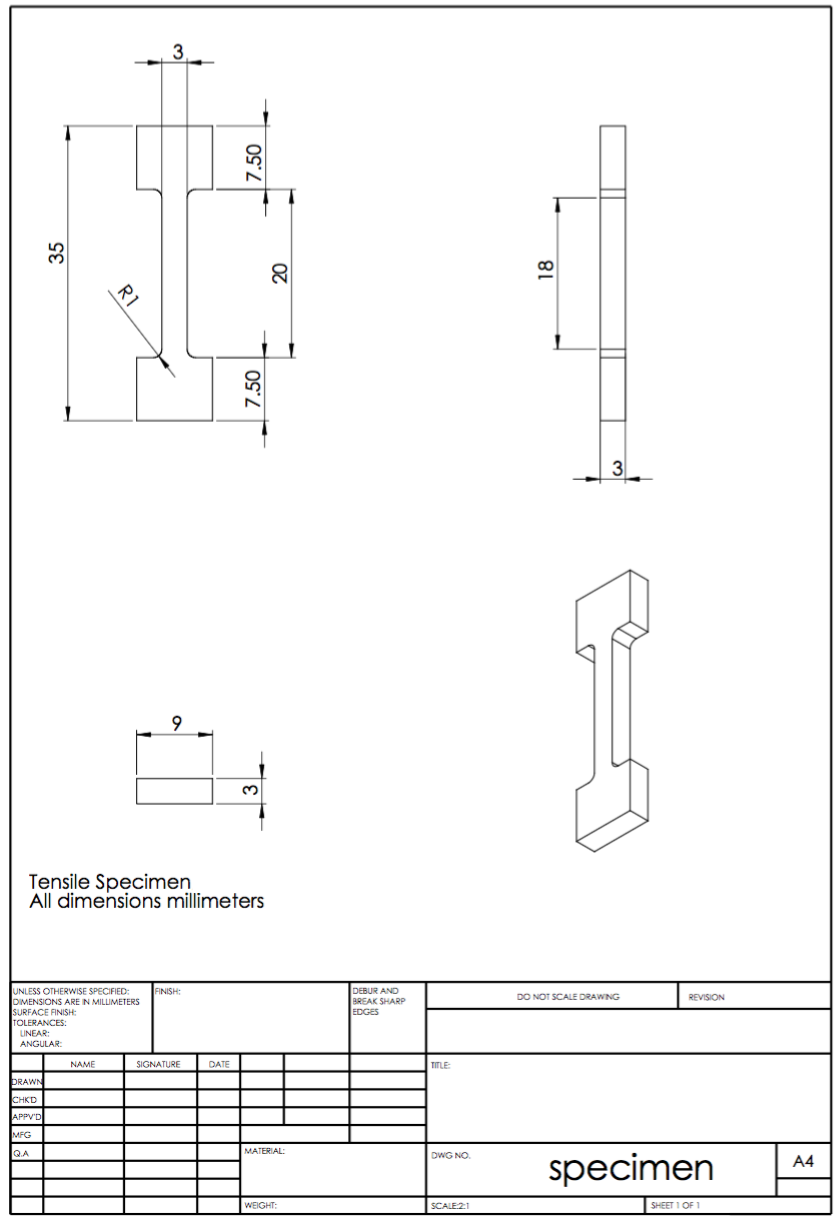 3
7.50
35
20
R1
7.50
18
3
9
3
Tensile Specimen
All dimensions millimeters
UNLESS OTHERWISE SPECIFIED:
DIMENSIONS ARE IN MILLIMETERS
SURFACE FINISH:
TOLERANCES:
LINEAR:
ANGULAR:
FINISH:
DEBUR AND
BREAK SHARP
EDGES
DO NOT SCALE DRAWING
REVISION
NAME
SIGNATURE
DATE
TITLE:
DRAWN
CHK'D
APPV'D
MFG
Q.A
MATERIAL:
DWG NO.
specimen
A4
WEIGHT:
SCALE:2:1
SHEET 1 OF 1